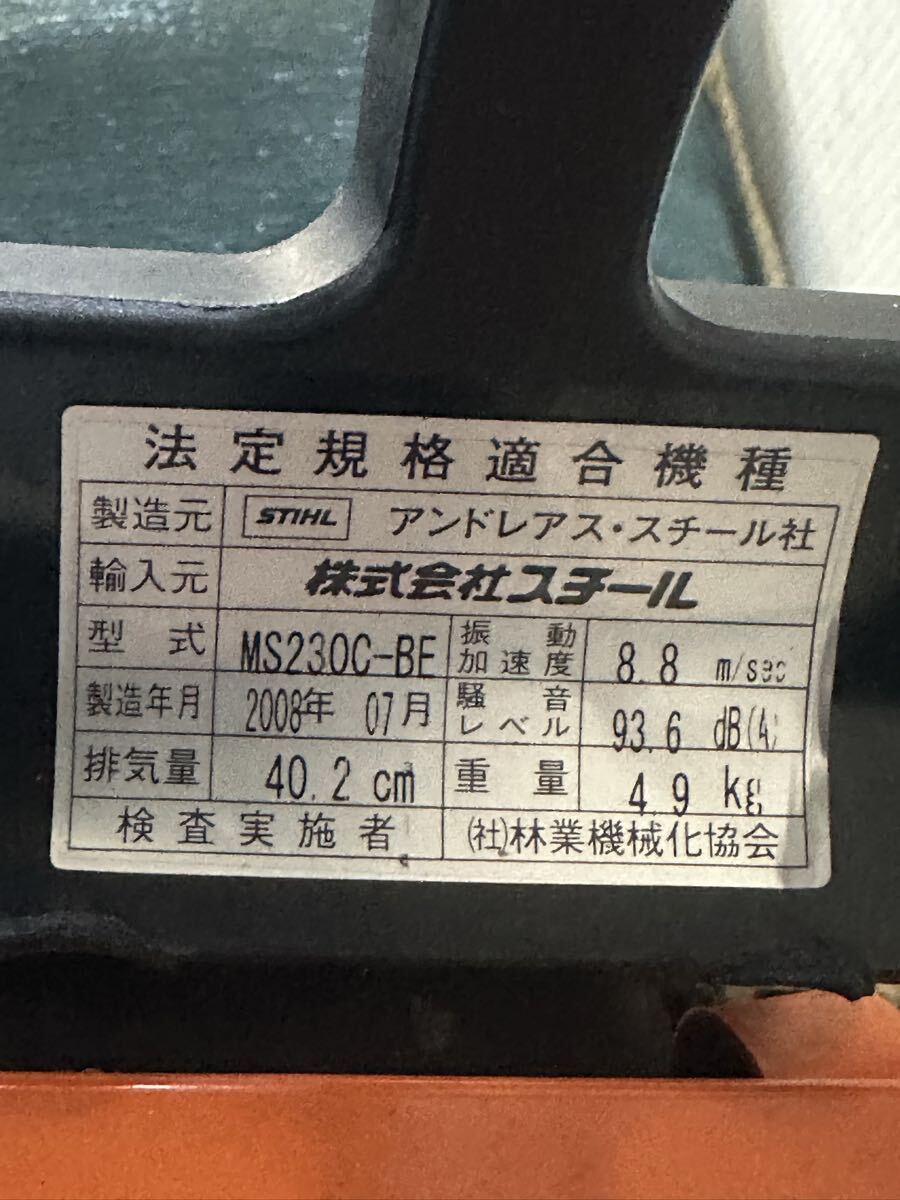 法定規格適合機種
製造元 STIHL アンドレアス・スチール社
輸入元 株式会社スチール
型式 MS230C-BE 振動加速度 8.8 m/sec
製造年月 2008年 07月 騒音レベル 93.6 dB(A)
排気量 40.2 cm³ 重量 4.9 kg
検査実施者 (社)林業機械化協会